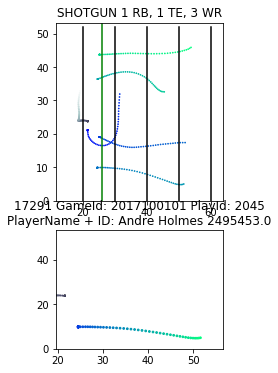 SHOTGUN 1 RB, 1 TE, 3 WR
50
40
30
20
10
0
20 40 60
17291 GameId: 2017100101 PlayId: 2045
PlayerName + ID: Andre Holmes 2495453.0
40
20
0
20 30 40 50